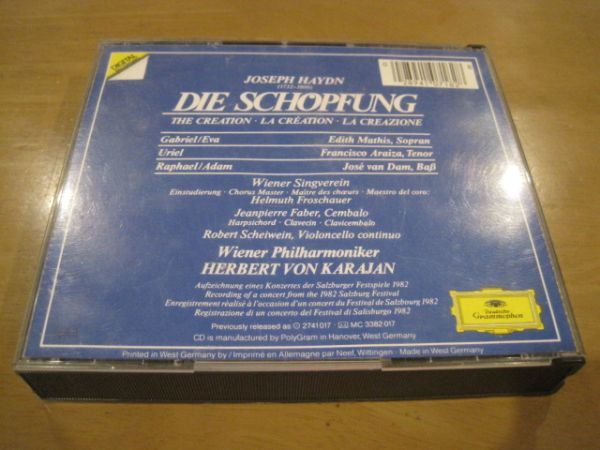 DIGITAL
JOSEPH HAYDN
(1732–1809)
DIE SCHÖPFUNG
THE CREATION · LA CRÉATION · LA CREAZIONE
Gabriel/Eva Edith Mathis, Sopran
Uriel Francisco Araiza, Tenor
Raphael/Adam José van Dam, Baß
Wiener Singverein
Einstudierung · Chorus Master · Maître des chœurs · Maestro del coro:
Helmuth Froschauer
Jeanpierre Faber, Cembalo
Harpsichord · Clavecin · Clavicembalo
Robert Scheiwein, Violoncello continuo
Wiener Philharmoniker
HERBERT VON KARAJAN
Aufzeichnung eines Konzertes der Salzburger Festspiele 1982
Recording of a concert from the 1982 Salzburg Festival
Enregistrement réalisé à l'occasion d'un concert du Festival de Salzbourg 1982
Registrazione di un concerto del Festival di Salisburgo 1982
Deutsche
Grammophon
Previously released as 2741 017 · MC 3382 017
CD is manufactured by PolyGram in Hanover, West Germany
Printed in West Germany by / Imprimé en Allemagne par Neef, Wittingen · Made in West Germany